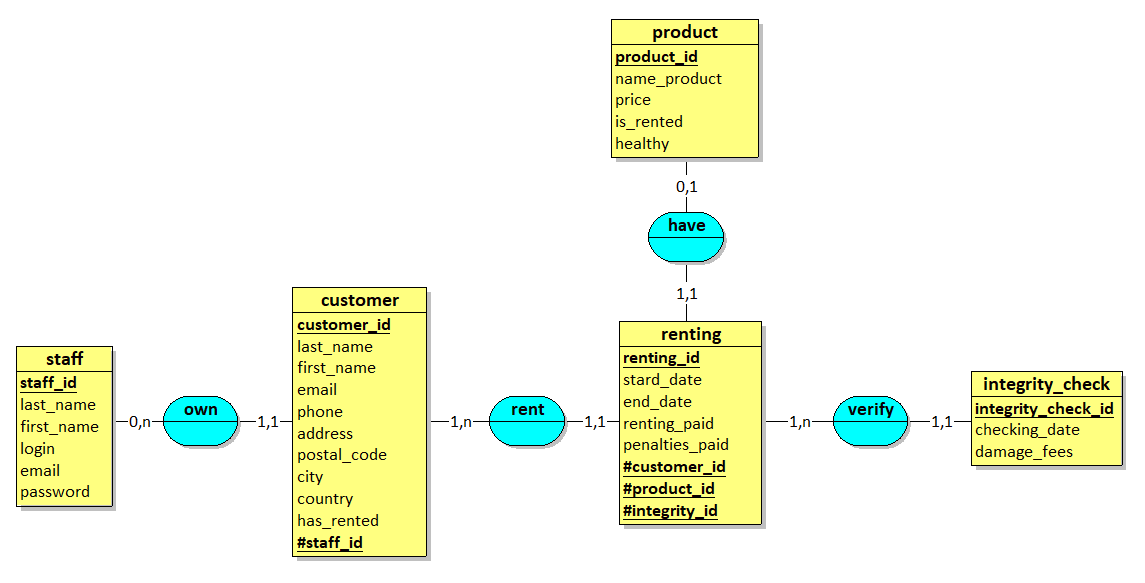 product
product_id
name_product
price
is_rented
healthy
0,1
have
1,1
staff
staff_id
last_name
first_name
login
email
password
0,n
own
1,1
customer
customer_id
last_name
first_name
email
phone
address
postal_code
city
country
has_rented
#staff_id
1,n
rent
1,1
renting
renting_id
stard_date
end_date
renting_paid
penalties_paid
#customer_id
#product_id
#integrity_id
1,n
verify
1,1
integrity_check
integrity_check_id
checking_date
damage_fees